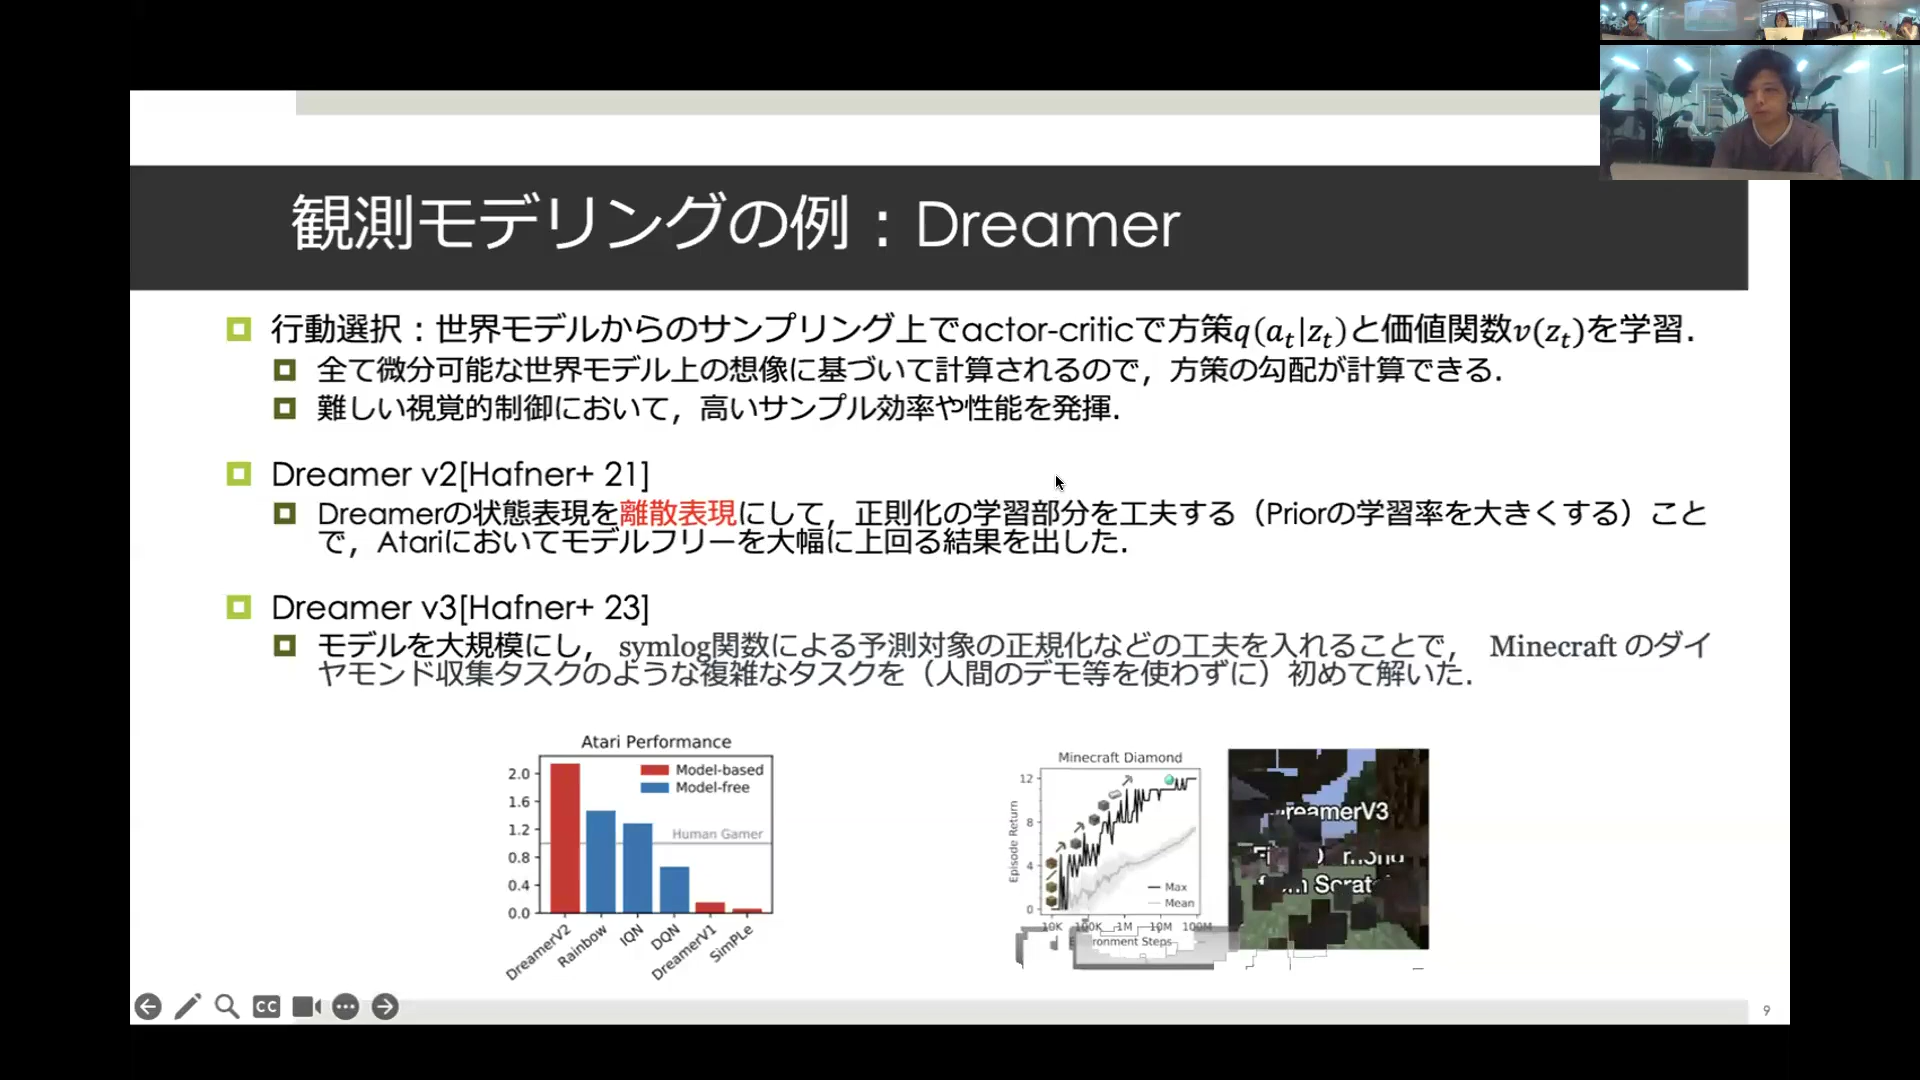 観測モデリングの例：Dreamer
行動選択：世界モデルからのサンプリング上でactor-criticで方策q(a_t|z_t)と価値関数v(z_t)を学習．
全て微分可能な世界モデル上の想像に基づいて計算されるので，方策の勾配が計算できる．
難しい視覚的制御において，高いサンプル効率や性能を発揮．
Dreamer v2[Hafner+ 21]
Dreamerの状態表現を離散表現にして，正則化の学習部分を工夫する（Priorの学習率を大きくする）こと
で，Atariにおいてモデルフリーを大幅に上回る結果を出した．
Dreamer v3[Hafner+ 23]
モデルを大規模にし， symlog関数による予測対象の正規化などの工夫を入れることで， Minecraft のダイ
ヤモンド収集タスクのような複雑なタスクを（人間のデモ等を使わずに）初めて解いた．
Atari Performance
2.0
1.6
1.2
0.8
0.4
0.0
Model-based
Model-free
Human Gamer
DreamerV2
Rainbow
IQN
DQN
DreamerV1
SimPLe
Minecraft Diamond
Episode Return
12
8
4
0
Max
Mean
10K 100K 1M 10M 100M
Steps
CC
9